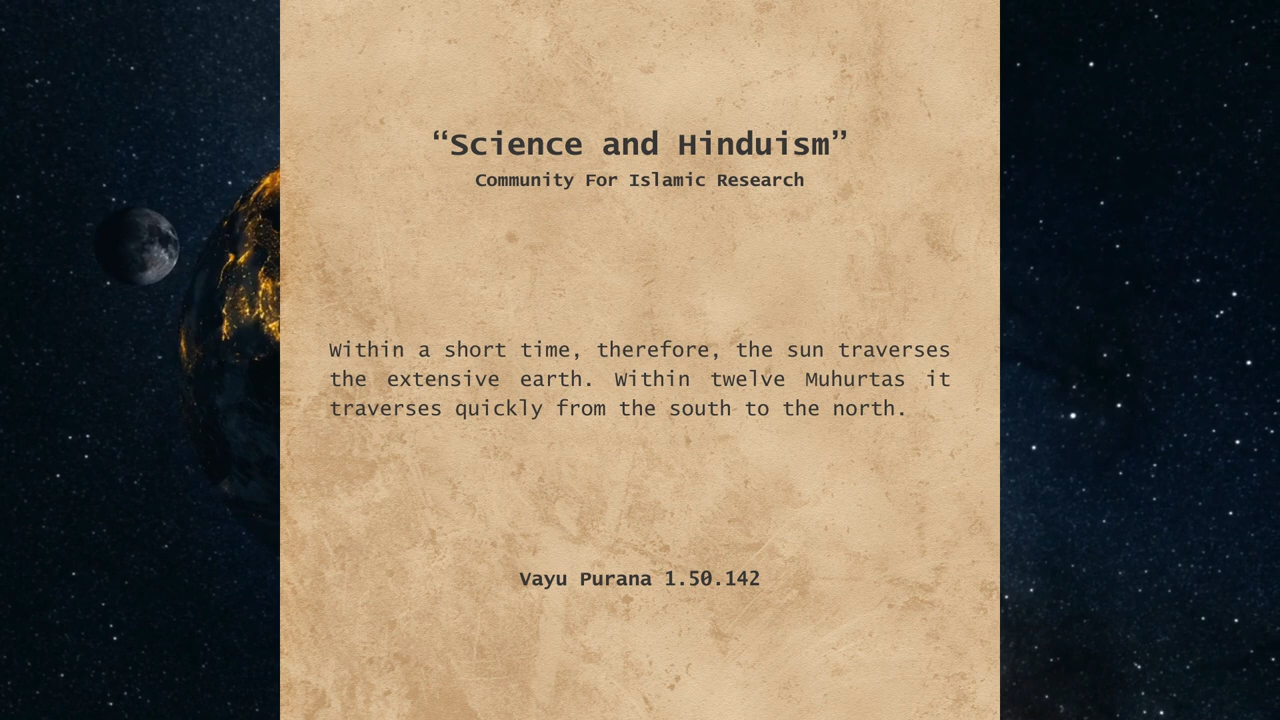 “Science and Hinduism”
Community For Islamic Research
Within a short time, therefore, the sun traverses
the extensive earth. Within twelve Muhurtas it
traverses quickly from the south to the north.
Vayu Purana 1.50.142